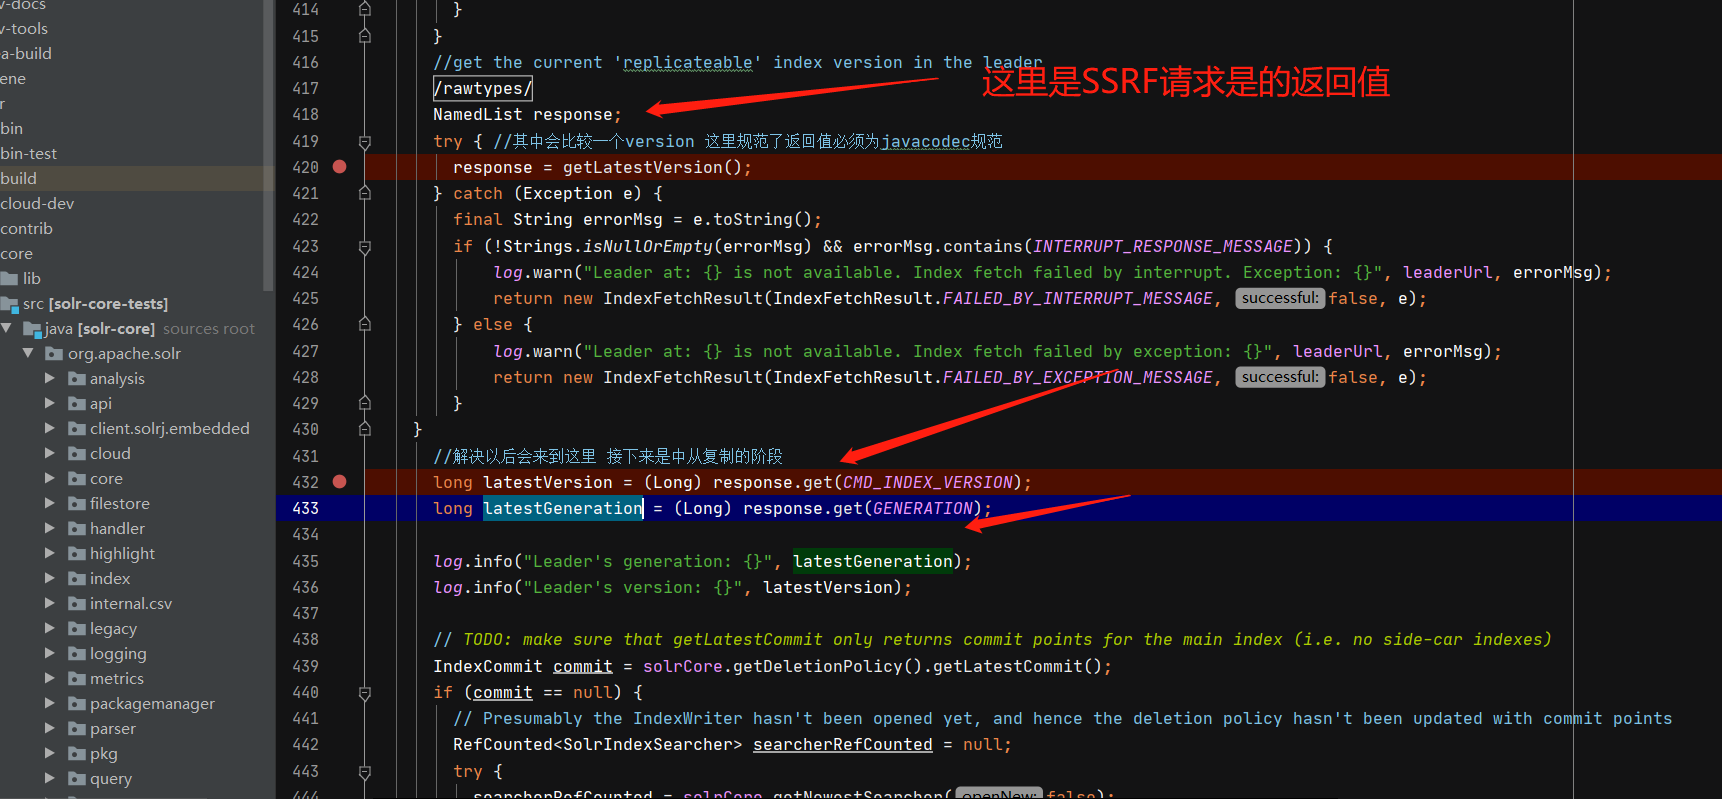 v-docs
v-tools
a-build
ene
r
bin
bin-test
build
cloud-dev
contrib
core
lib
src [solr-core-tests]
java [solr-core] sources root
org.apache.solr
analysis
api
client.solrj.embedded
cloud
core
filestore
handler
highlight
index
internal.csv
legacy
logging
metrics
packagemanager
parser
pkg
query
414 }
415 }
416 //get the current 'replicateable' index version in the leader
这里是SSRF请求是的返回值
417 /rawtypes/
418 NamedList response;
419 try { //其中会比较一个version 这里规范了返回值必须为javacodec规范
420 response = getLatestVersion();
421 } catch (Exception e) {
422 final String errorMsg = e.toString();
423 if (!Strings.isNullOrEmpty(errorMsg) && errorMsg.contains(INTERRUPT_RESPONSE_MESSAGE)) {
424 log.warn("Leader at: {} is not available. Index fetch failed by interrupt. Exception: {}", leaderUrl, errorMsg);
425 return new IndexFetchResult(IndexFetchResult.FAILED_BY_INTERRUPT_MESSAGE, successful: false, e);
426 } else {
427 log.warn("Leader at: {} is not available. Index fetch failed by exception: {}", leaderUrl, errorMsg);
428 return new IndexFetchResult(IndexFetchResult.FAILED_BY_EXCEPTION_MESSAGE, successful: false, e);
429 }
430 }
431 //解决以后会来到这里 接下来是中从复制的阶段
432 long latestVersion = (Long) response.get(CMD_INDEX_VERSION);
433 long latestGeneration = (Long) response.get(GENERATION);
434
435 log.info("Leader's generation: {}", latestGeneration);
436 log.info("Leader's version: {}", latestVersion);
437
438 // TODO: make sure that getLatestCommit only returns commit points for the main index (i.e. no side-car indexes)
439 IndexCommit commit = solrCore.getDeletionPolicy().getLatestCommit();
440 if (commit == null) {
441 // Presumably the IndexWriter hasn't been opened yet, and hence the deletion policy hasn't been updated with commit points
442 RefCounted<SolrIndexSearcher> searcherRefCounted = null;
443 try {
444 searcherRefCounted = solrCore.getNewestSearcher( openNew: false);